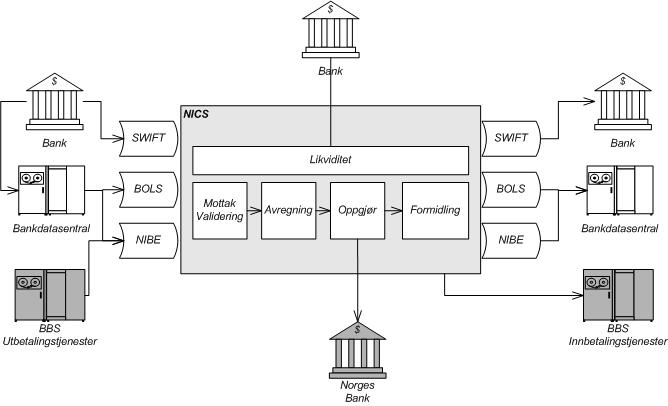 $
Bank
$
Bank
$
Bank
NICS
SWIFT
SWIFT
Likviditet
BOLS
BOLS
Mottak
Validering
Avregning
Oppgjør
Formidling
Bankdatasentral
Bankdatasentral
NIBE
NIBE
BBS
Utbetalingstjenester
BBS
Innbetalingstjenester
$
Norges
Bank